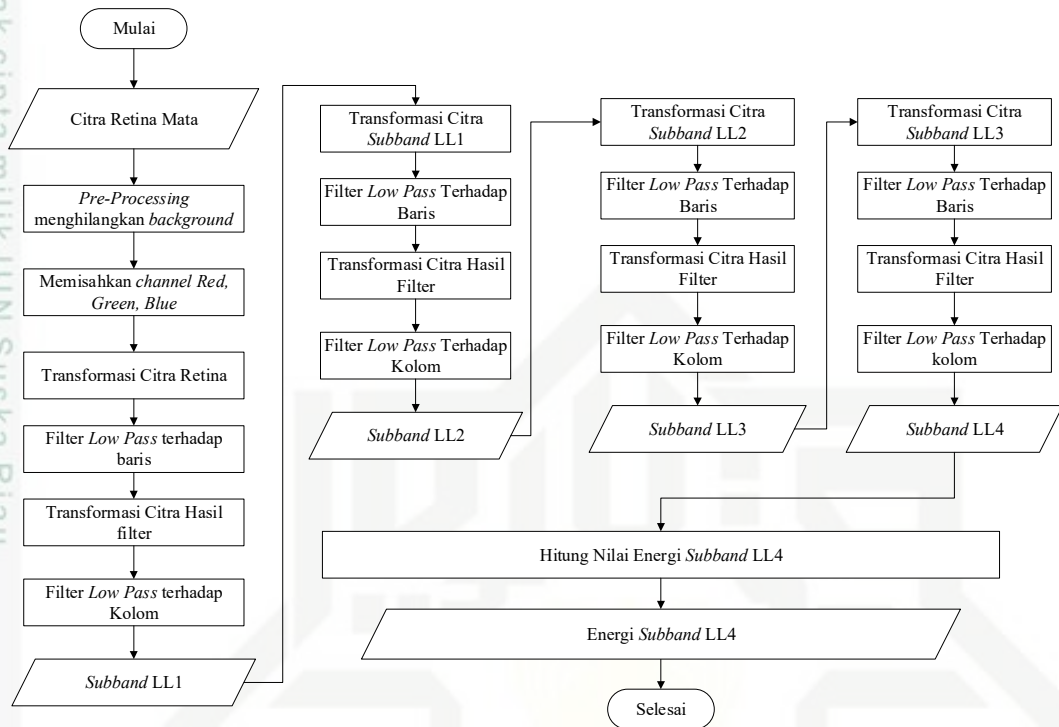 Mulai
Citra Retina Mata
Pre-Processing
menghilangkan background
Memisahkan channel Red,
Green, Blue
Transformasi Citra Retina
Filter Low Pass terhadap
baris
Transformasi Citra Hasil
filter
Filter Low Pass terhadap
Kolom
Subband LL1
Transformasi Citra
Subband LL1
Filter Low Pass Terhadap
Baris
Transformasi Citra Hasil
Filter
Filter Low Pass Terhadap
Kolom
Subband LL2
Transformasi Citra
Subband LL2
Filter Low Pass Terhadap
Baris
Transformasi Citra Hasil
Filter
Filter Low Pass Terhadap
Kolom
Subband LL3
Transformasi Citra
Subband LL3
Filter Low Pass Terhadap
Baris
Transformasi Citra Hasil
Filter
Filter Low Pass Terhadap
kolom
Subband LL4
Hitung Nilai Energi Subband LL4
Energi Subband LL4
Selesai
cipta milik UIN Suska Riau